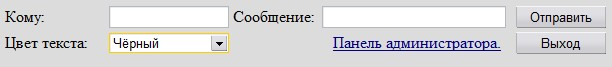 Кому: Сообщение: Отправить
Цвет текста: Чёрный Панель администратора. Выход